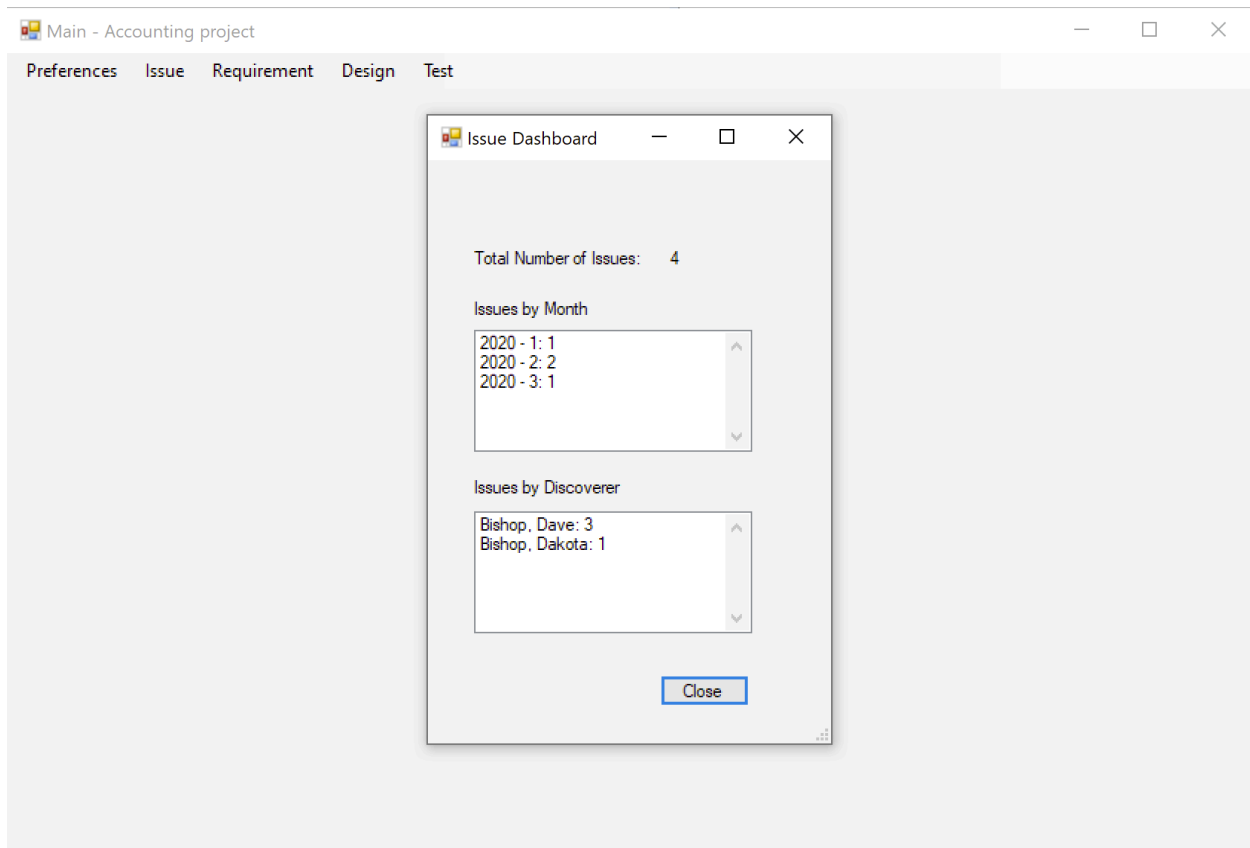 Main - Accounting project
Preferences Issue Requirement Design Test
Issue Dashboard
Total Number of Issues: 4
Issues by Month
2020 - 1: 1
2020 - 2: 2
2020 - 3: 1
Issues by Discoverer
Bishop, Dave: 3
Bishop, Dakota: 1
Close